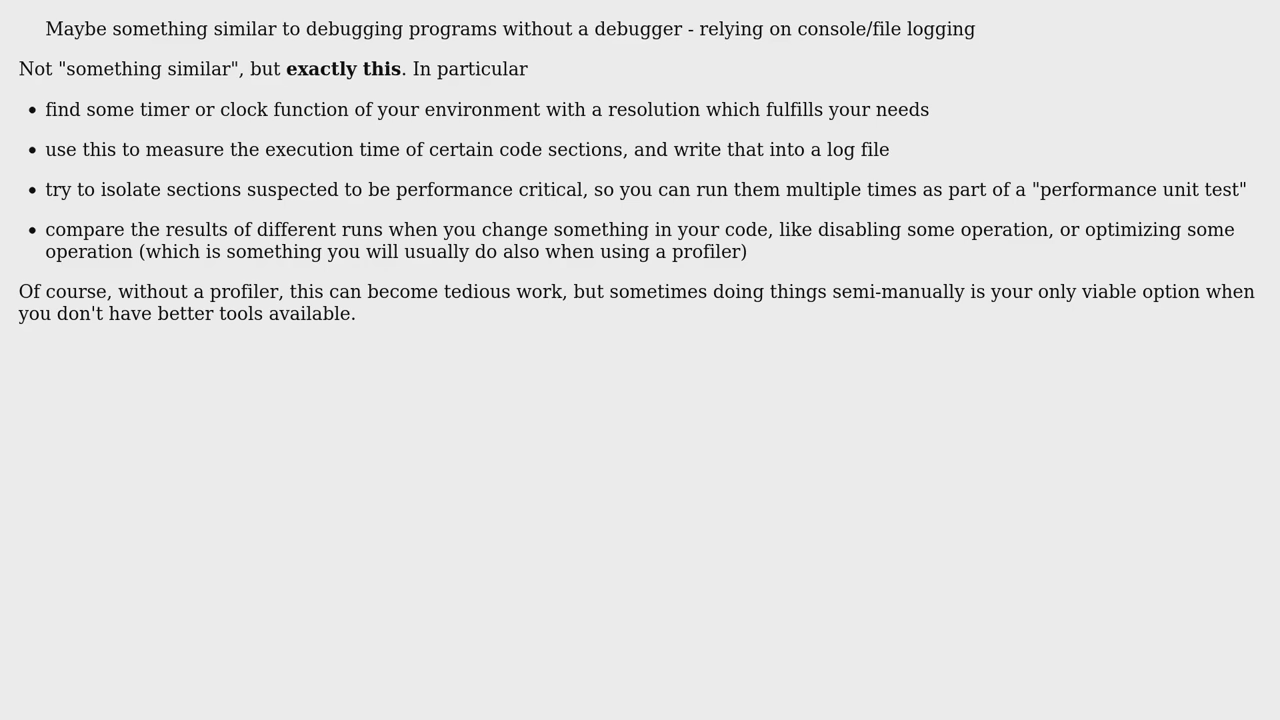 Maybe something similar to debugging programs without a debugger - relying on console/file logging
Not "something similar", but exactly this. In particular
• find some timer or clock function of your environment with a resolution which fulfills your needs
• use this to measure the execution time of certain code sections, and write that into a log file
• try to isolate sections suspected to be performance critical, so you can run them multiple times as part of a "performance unit test"
• compare the results of different runs when you change something in your code, like disabling some operation, or optimizing some
operation (which is something you will usually do also when using a profiler)
Of course, without a profiler, this can become tedious work, but sometimes doing things semi-manually is your only viable option when
you don't have better tools available.